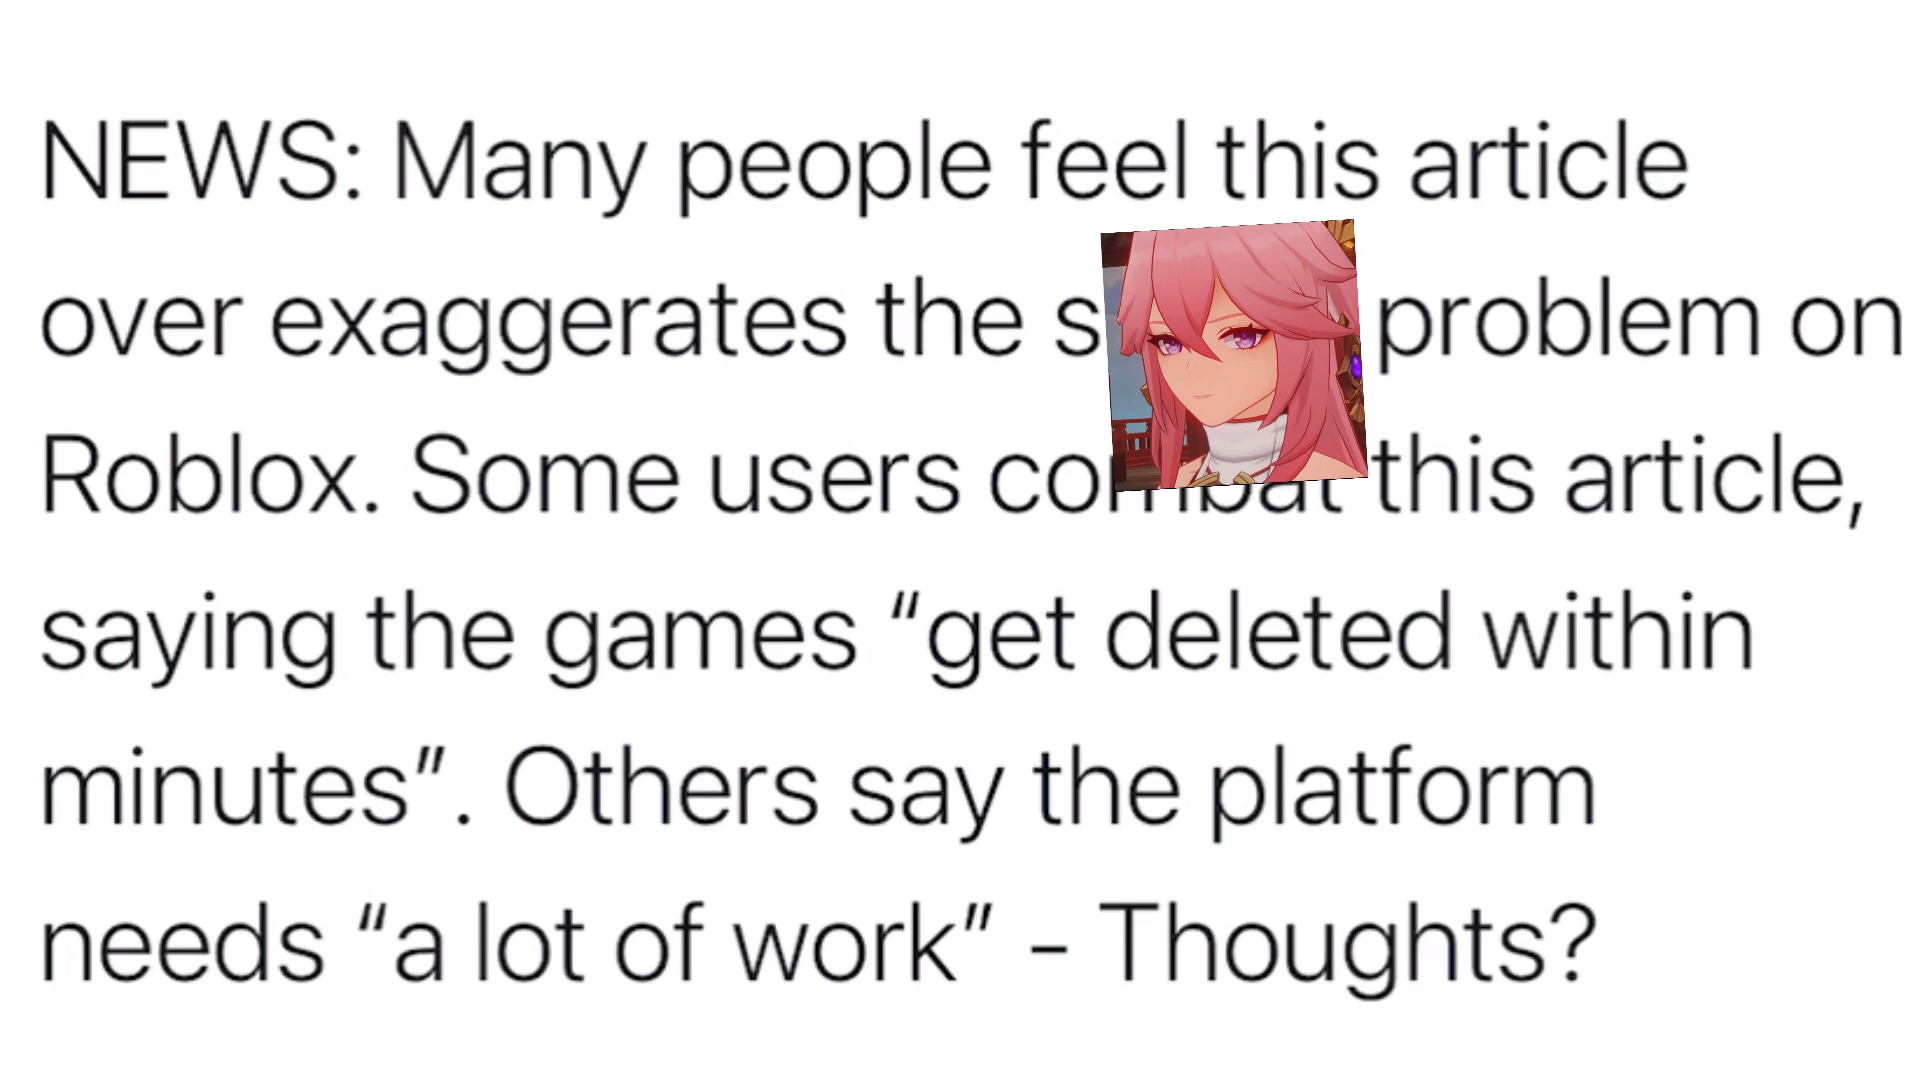 NEWS: Many people feel this article
over exaggerates the problem on
Roblox. Some users combat this article,
saying the games “get deleted within
minutes”. Others say the platform
needs “a lot of work” - Thoughts?